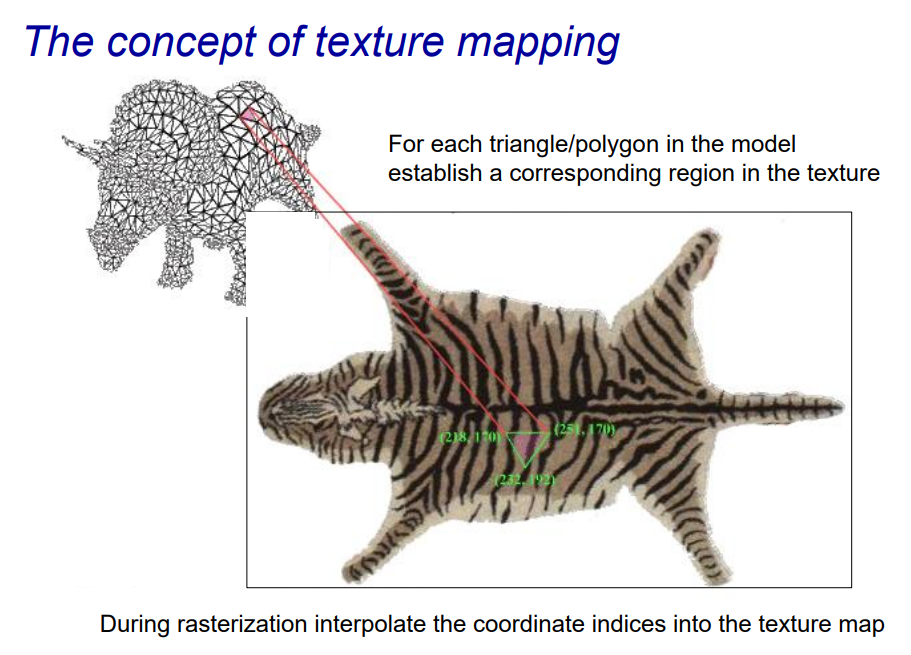 The concept of texture mapping
For each triangle/polygon in the model
establish a corresponding region in the texture
(218, 170)
(251, 170)
(232, 192)
During rasterization interpolate the coordinate indices into the texture map